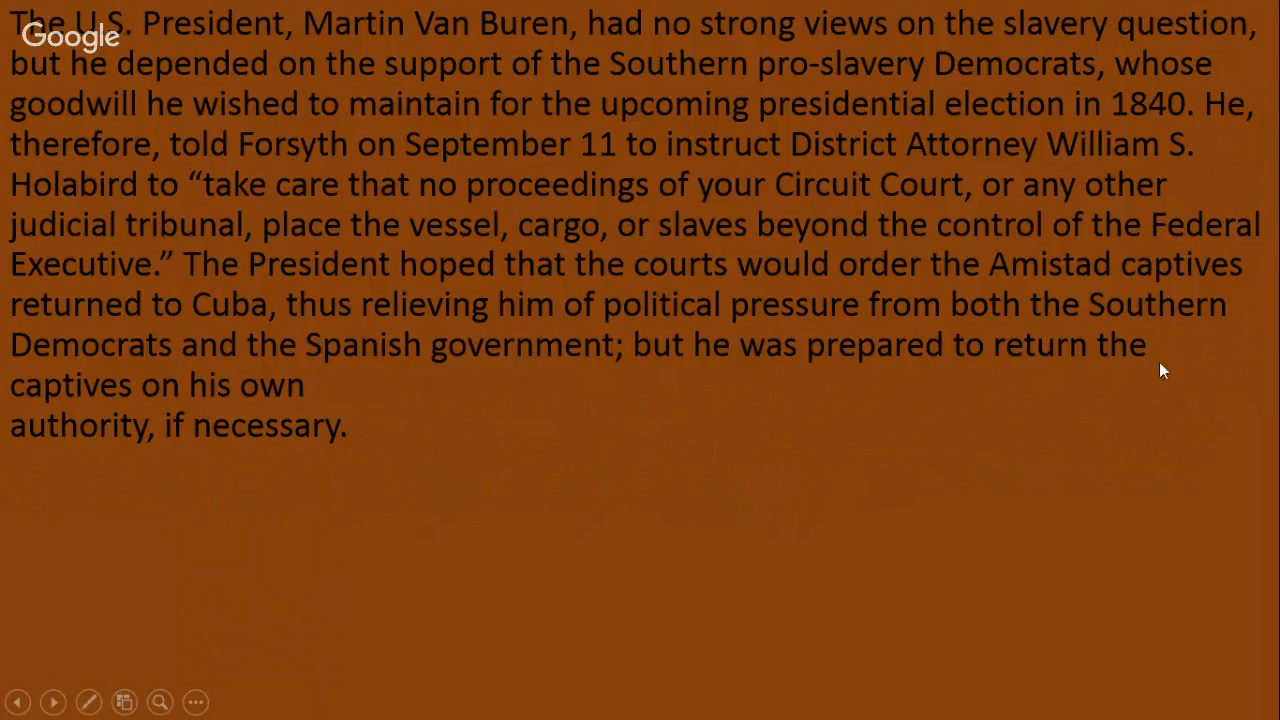 The U.S. President, Martin Van Buren, had no strong views on the slavery question,
Google
but he depended on the support of the Southern pro-slavery Democrats, whose
goodwill he wished to maintain for the upcoming presidential election in 1840. He,
therefore, told Forsyth on September 11 to instruct District Attorney William S.
Holabird to “take care that no proceedings of your Circuit Court, or any other
judicial tribunal, place the vessel, cargo, or slaves beyond the control of the Federal
Executive.” The President hoped that the courts would order the Amistad captives
returned to Cuba, thus relieving him of political pressure from both the Southern
Democrats and the Spanish government; but he was prepared to return the
captives on his own
authority, if necessary.